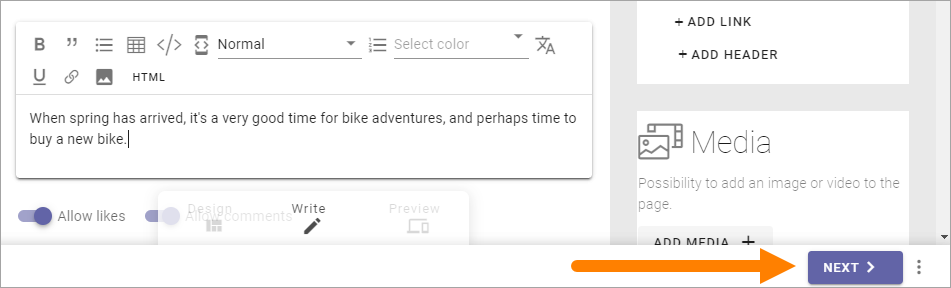 Normal
Select color
HTML
When spring has arrived, it's a very good time for bike adventures, and perhaps time to
buy a new bike.
Allow likes
Allow comments
Design
Write
Preview
+ ADD LINK
+ ADD HEADER
Media
Possibility to add an image or video to the
page.
ADD MEDIA +
NEXT